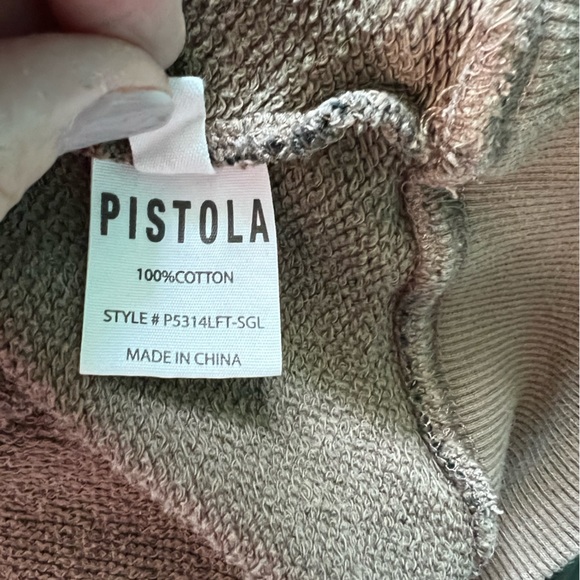 PISTOLA
100%COTTON
STYLE # P5314LFT-SGL
MADE IN CHINA